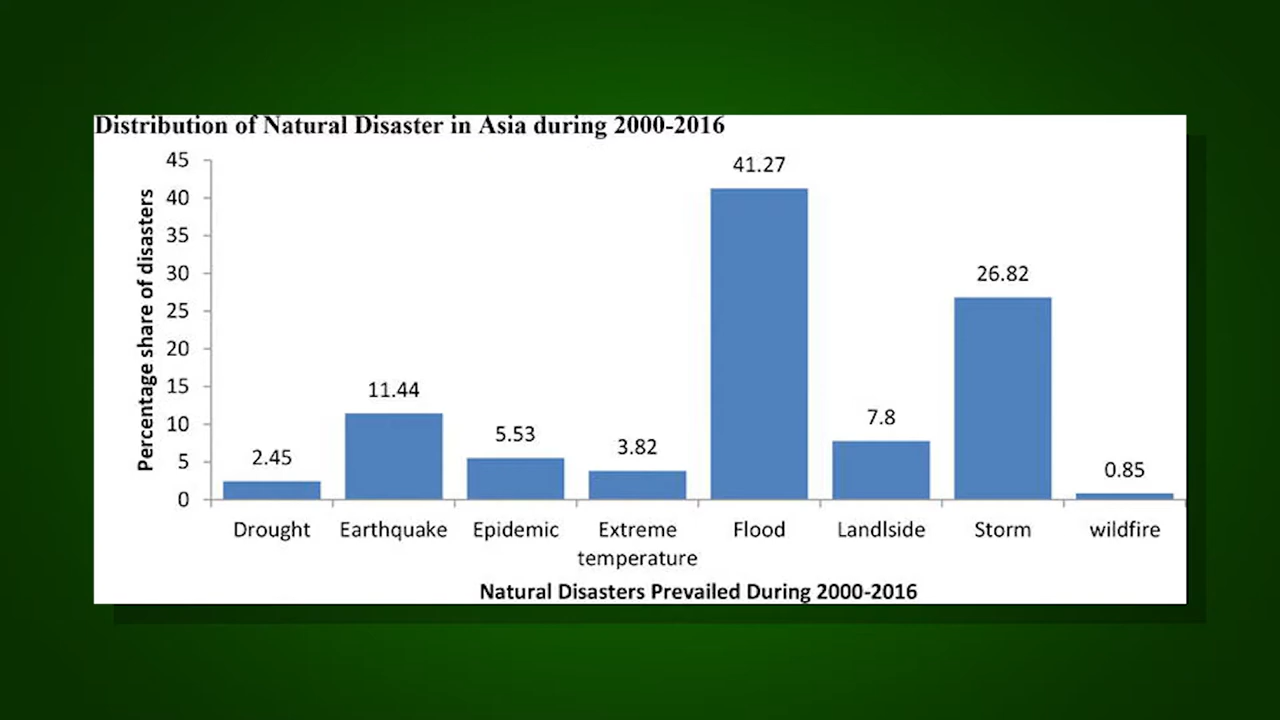 Distribution of Natural Disaster in Asia during 2000-2016
Percentage share of disasters
45
40
35
30
25
20
15
10
5
0
2.45
11.44
5.53
3.82
41.27
7.8
26.82
0.85
Drought
Earthquake
Epidemic
Extreme
temperature
Flood
Landlside
Storm
wildfire
Natural Disasters Prevailed During 2000-2016